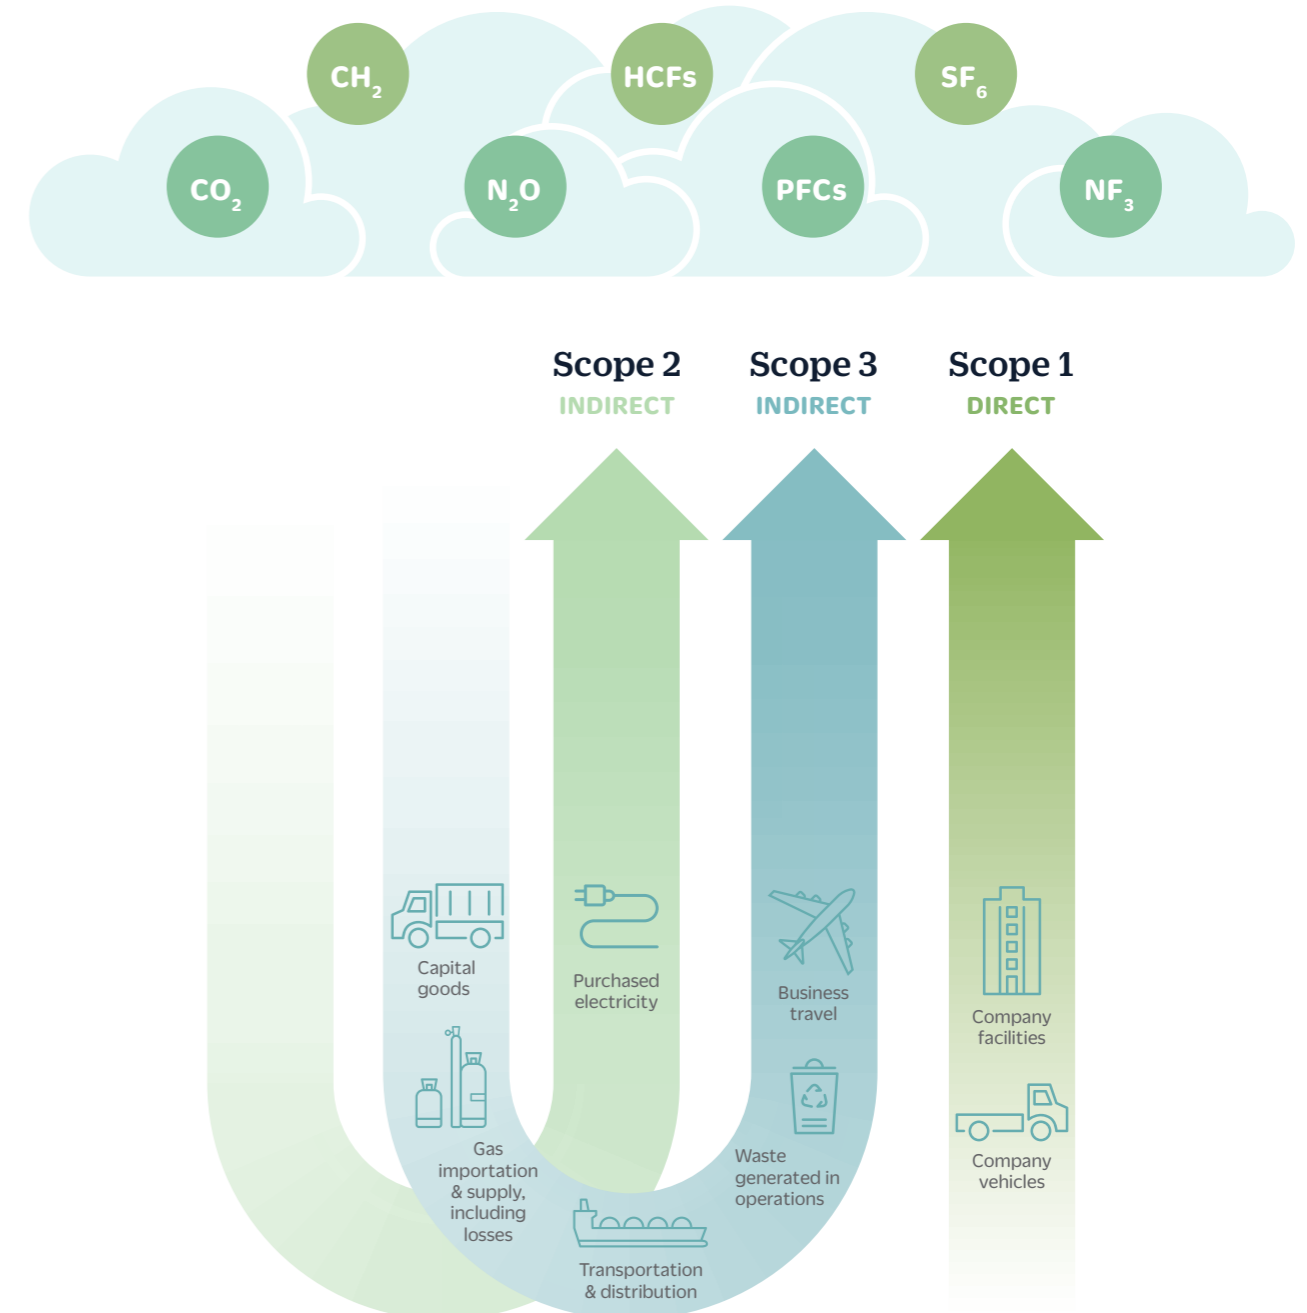 CH₂
HCFs
SF₆
CO₂
N₂O
PFCs
NF₃
Scope 2
INDIRECT
Scope 3
INDIRECT
Scope 1
DIRECT
Capital
goods
Gas
importation
& supply,
including
losses
Purchased
electricity
Transportation
& distribution
Business
travel
Waste
generated in
operations
Company
facilities
Company
vehicles